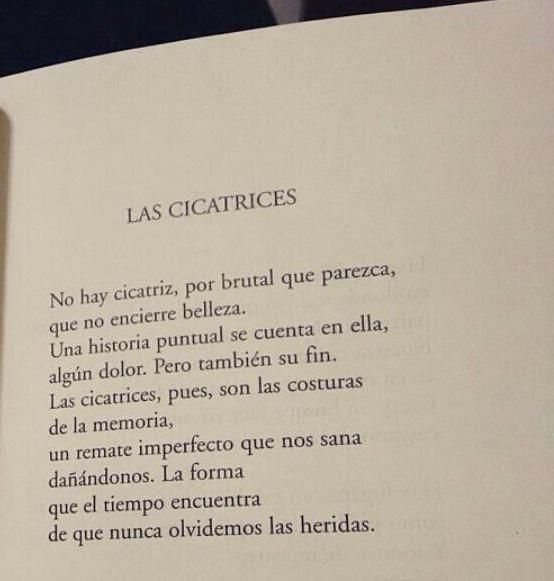 LAS CICATRICES
No hay cicatriz, por brutal que parezca,
que no encierre belleza.
Una historia puntual se cuenta en ella,
algún dolor. Pero también su fin.
Las cicatrices, pues, son las costuras
de la memoria,
un remate imperfecto que nos sana
dañándonos. La forma
que el tiempo encuentra
de que nunca olvidemos las heridas.